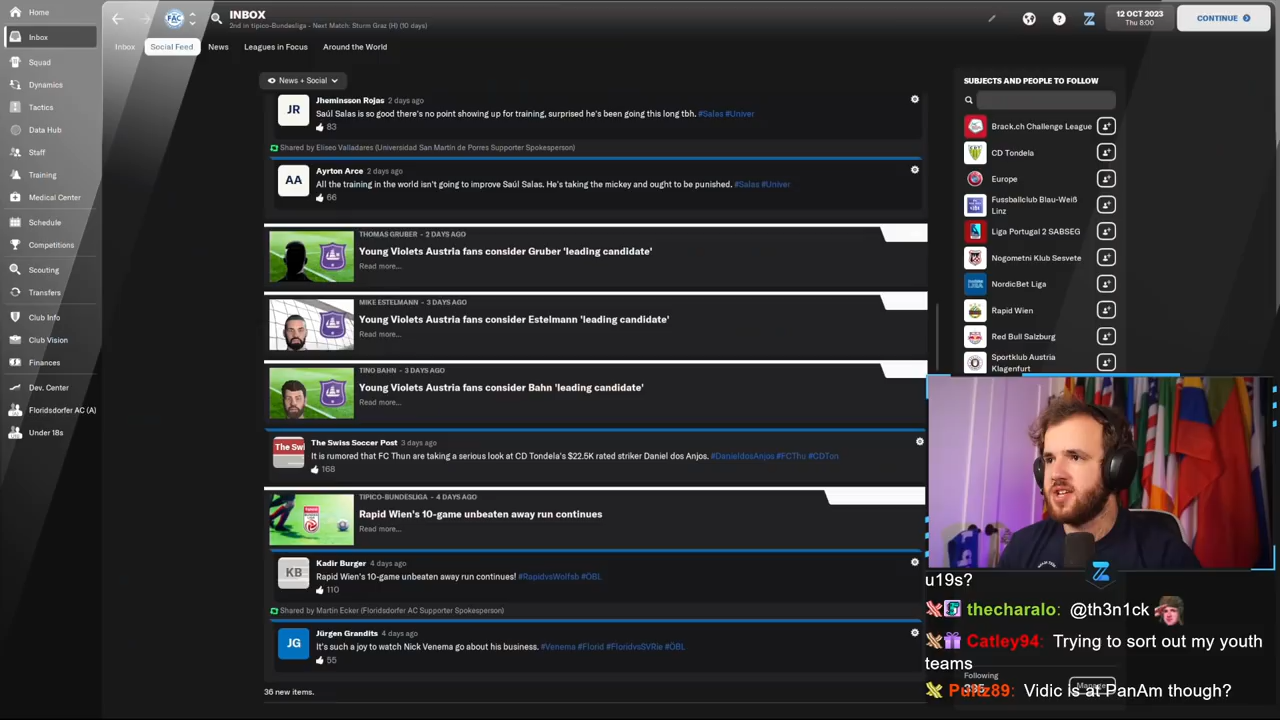 Home
Inbox
Squad
Dynamics
Tactics
Data Hub
Staff
Training
Medical Center
Schedule
Competitions
Scouting
Transfers
Club Info
Club Vision
Finances
Dev. Center
Floridsdorfer AC (A)
Under 18s
FAC
INBOX
2nd in tipico-Bundesliga - Next Match: Sturm Graz (H) (10 days)
12 OCT 2023
Thu 8:00
CONTINUE
Inbox
Social Feed
News
Leagues in Focus
Around the World
News + Social
JR
Jheminsson Rojas 2 days ago
Saúl Salas is so good there's no point showing up for training, surprised he's been going this long tbh. #Salas #Univer
83
Shared by Eliseo Valladares (Universidad San Martín de Porres Supporter Spokesperson)
AA
Ayrton Arce 2 days ago
All the training in the world isn't going to improve Saúl Salas. He's taking the mickey and ought to be punished. #Salas #Univer
66
THOMAS GRUBER - 2 DAYS AGO
Young Violets Austria fans consider Gruber 'leading candidate'
Read more...
MIKE ESTELMANN - 3 DAYS AGO
Young Violets Austria fans consider Estelmann 'leading candidate'
Read more...
TINO BAHN - 3 DAYS AGO
Young Violets Austria fans consider Bahn 'leading candidate'
Read more...
The Swi
The Swiss Soccer Post 3 days ago
It is rumored that FC Thun are taking a serious look at CD Tondela's $22.5K rated striker Daniel dos Anjos. #DanieldosAnjos #FCThu #CDTon
168
TIPICO-BUNDESLIGA - 4 DAYS AGO
Rapid Wien's 10-game unbeaten away run continues
Read more...
KB
Kadir Burger 4 days ago
Rapid Wien's 10-game unbeaten away run continues! #RapidvsWolfsb #ÖBL
110
Shared by Martin Ecker (Floridsdorfer AC Supporter Spokesperson)
JG
Jürgen Grandits 4 days ago
It's such a joy to watch Nick Venema go about his business. #Venema #Florid #FloridvsSVRie #ÖBL
55
36 new items.
SUBJECTS AND PEOPLE TO FOLLOW
Brack.ch Challenge League
CD Tondela
Europe
Fussballclub Blau-Weiß
Linz
Liga Portugal 2 SABSEG
Nogometni Klub Sesvete
NordicBet Liga
Rapid Wien
Red Bull Salzburg
Sportklub Austria
Klagenfurt
u19s?
thecharalo: @th3n1ck
Catley94: Trying to sort out my youth
teams
Following
Manage
Pultz89: Vidic is at PanAm though?